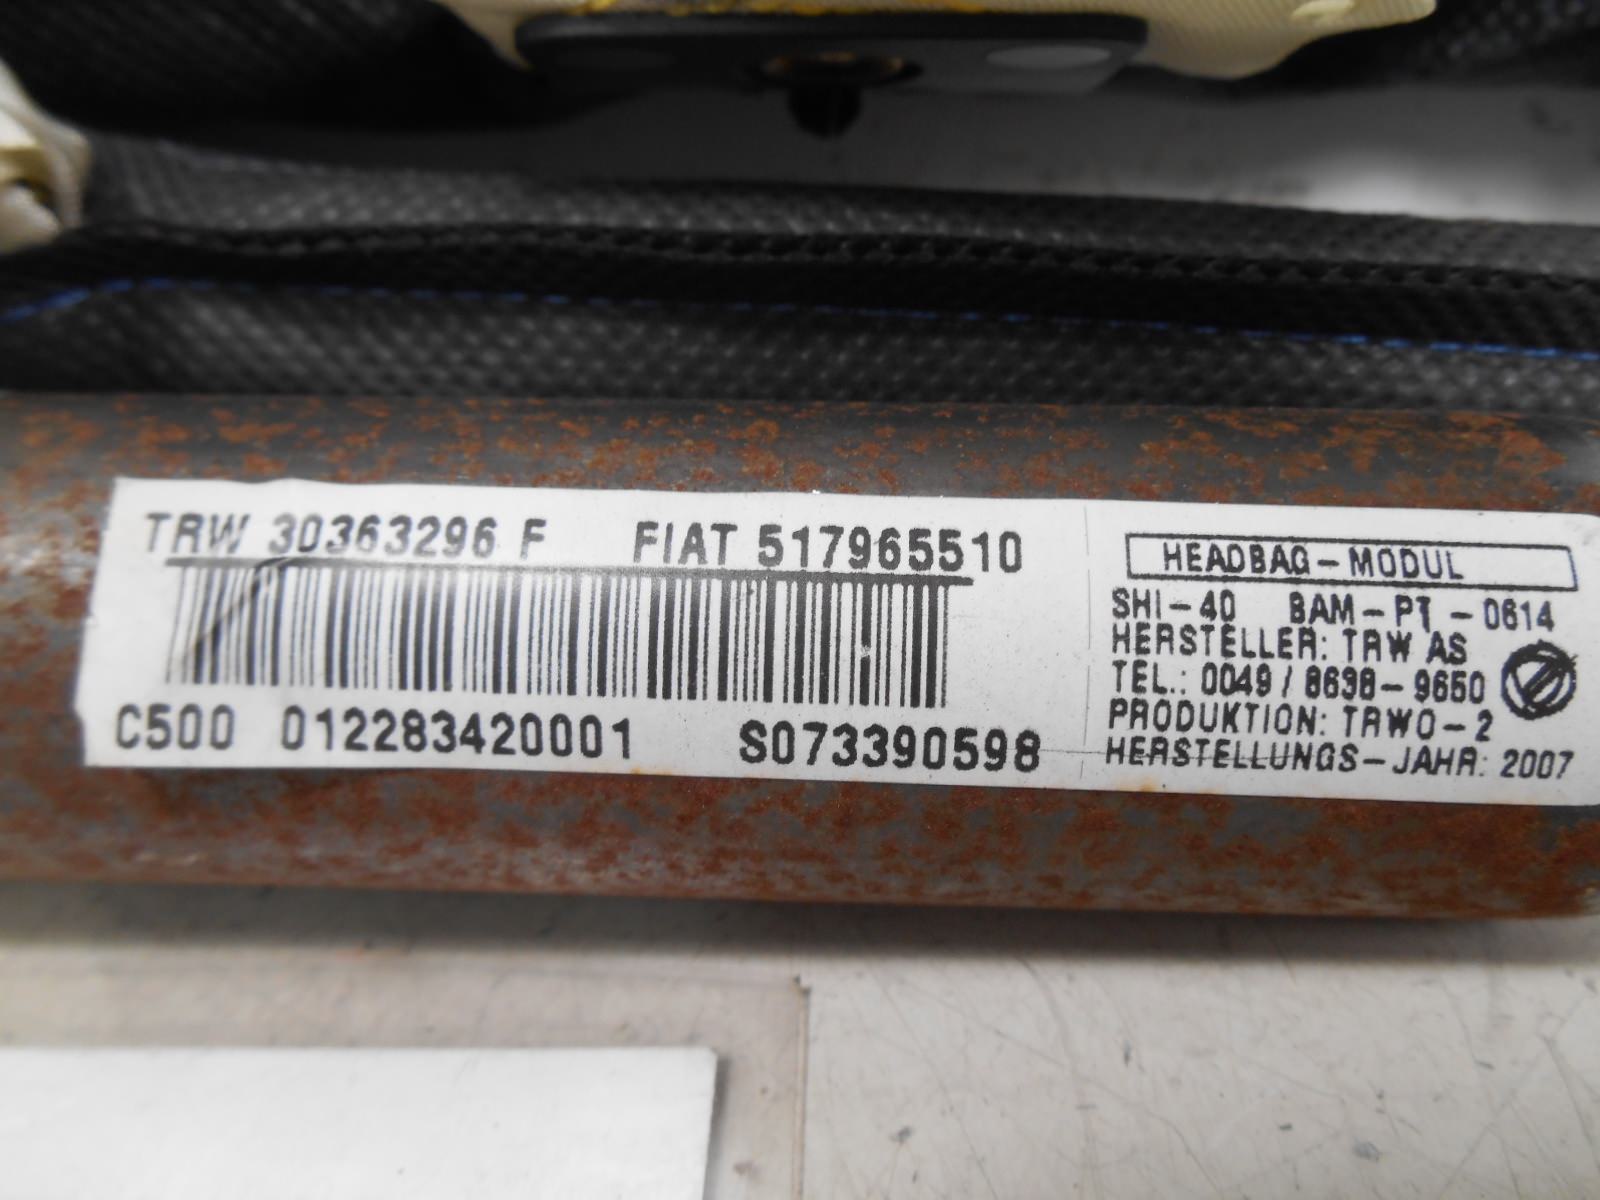 TRW 30363296 F FIAT 517965510
C500 012283420001 S073390598
HEADBAG-MODUL
SHI-40 BAM-PT-0614
HERSTELLER: TRW AS
TEL.: 0049 / 8638-9650
PRODUKTION: TRWO-2
HERSTELLUNGS-JAHR: 2007